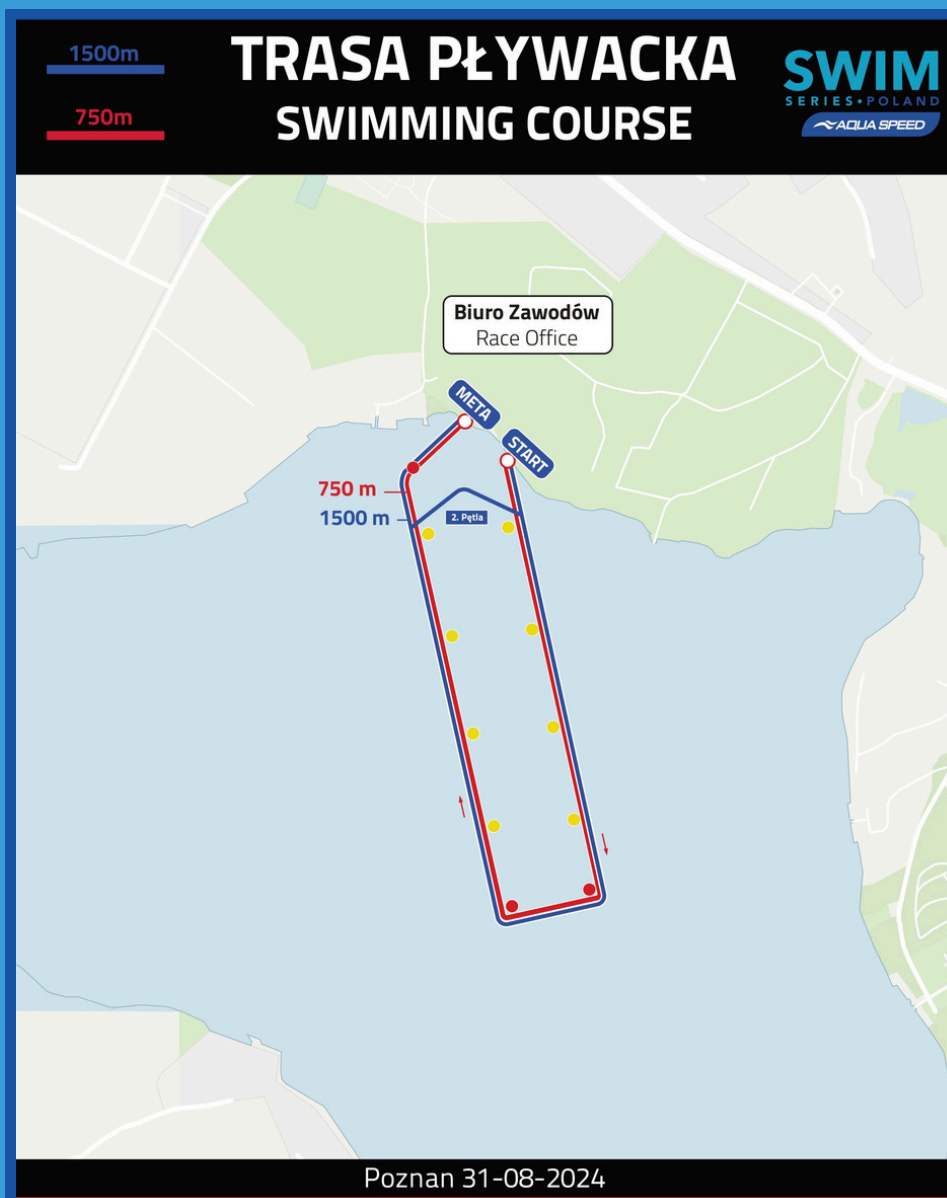 1500m
750m
TRASA PŁYWACKA
SWIMMING COURSE
SWIM
SERIES•POLAND
AQUA SPEED
Biuro Zawodów
Race Office
META
START
750 m
1500 m
2. Pętla
Poznan 31-08-2024